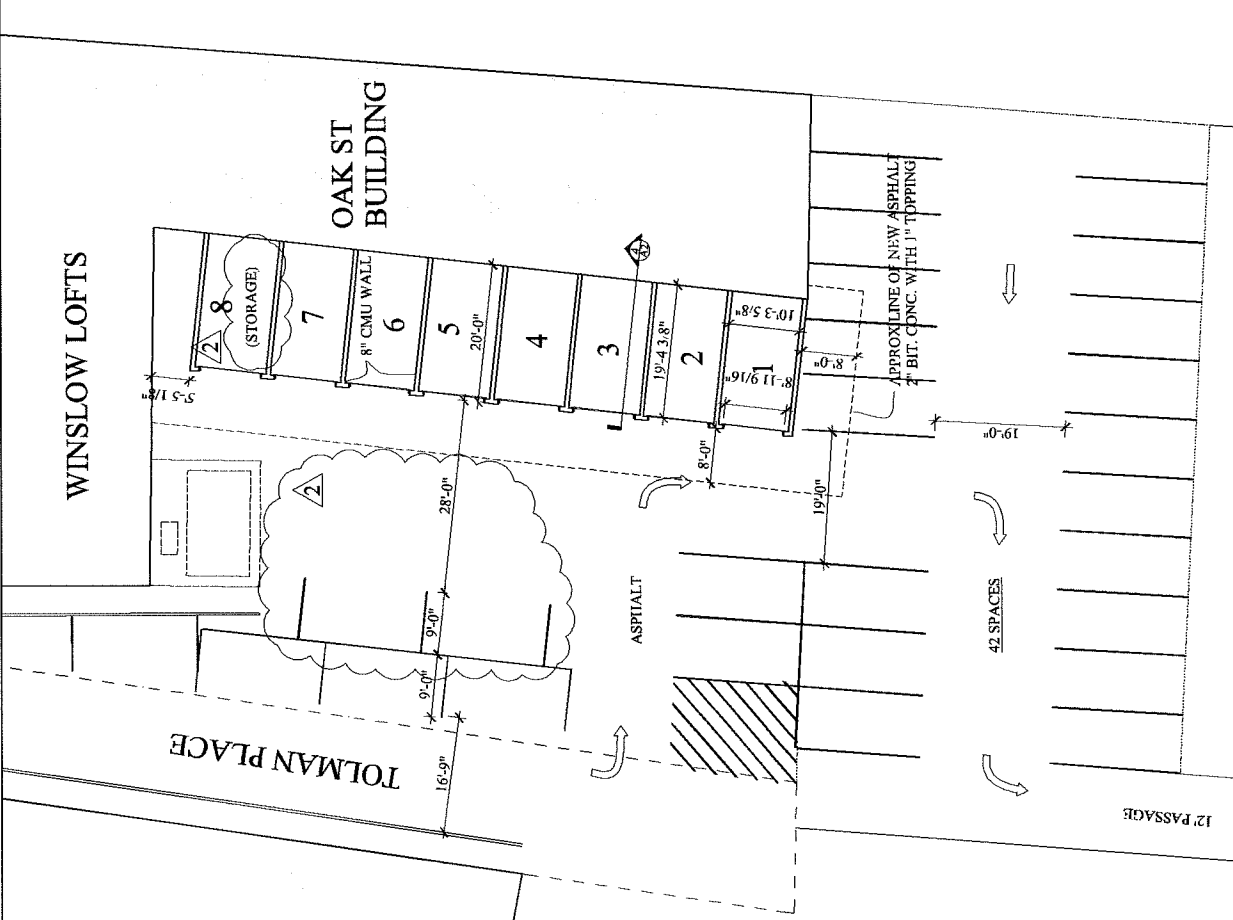 WINSLOW LOFTS
OAK ST
BUILDING
8
(STORAGE)
2
7
8" CMU WALL
6
5
20'-0"
4
3
19'-4 3/8"
2
10'-3 5/8"
1
8'-11 9/16"
8'-0"
5'-5 1/8"
2
28'-0"
9'-0"
9'-0"
16'-9"
8'-0"
19'-0"
19'-0"
APPROX LINE OF NEW ASPHALT
2" BIT. CONC. WITH 1" TOPPING
ASPHALT
42 SPACES
TOLMAN PLACE
12' PASSAGE